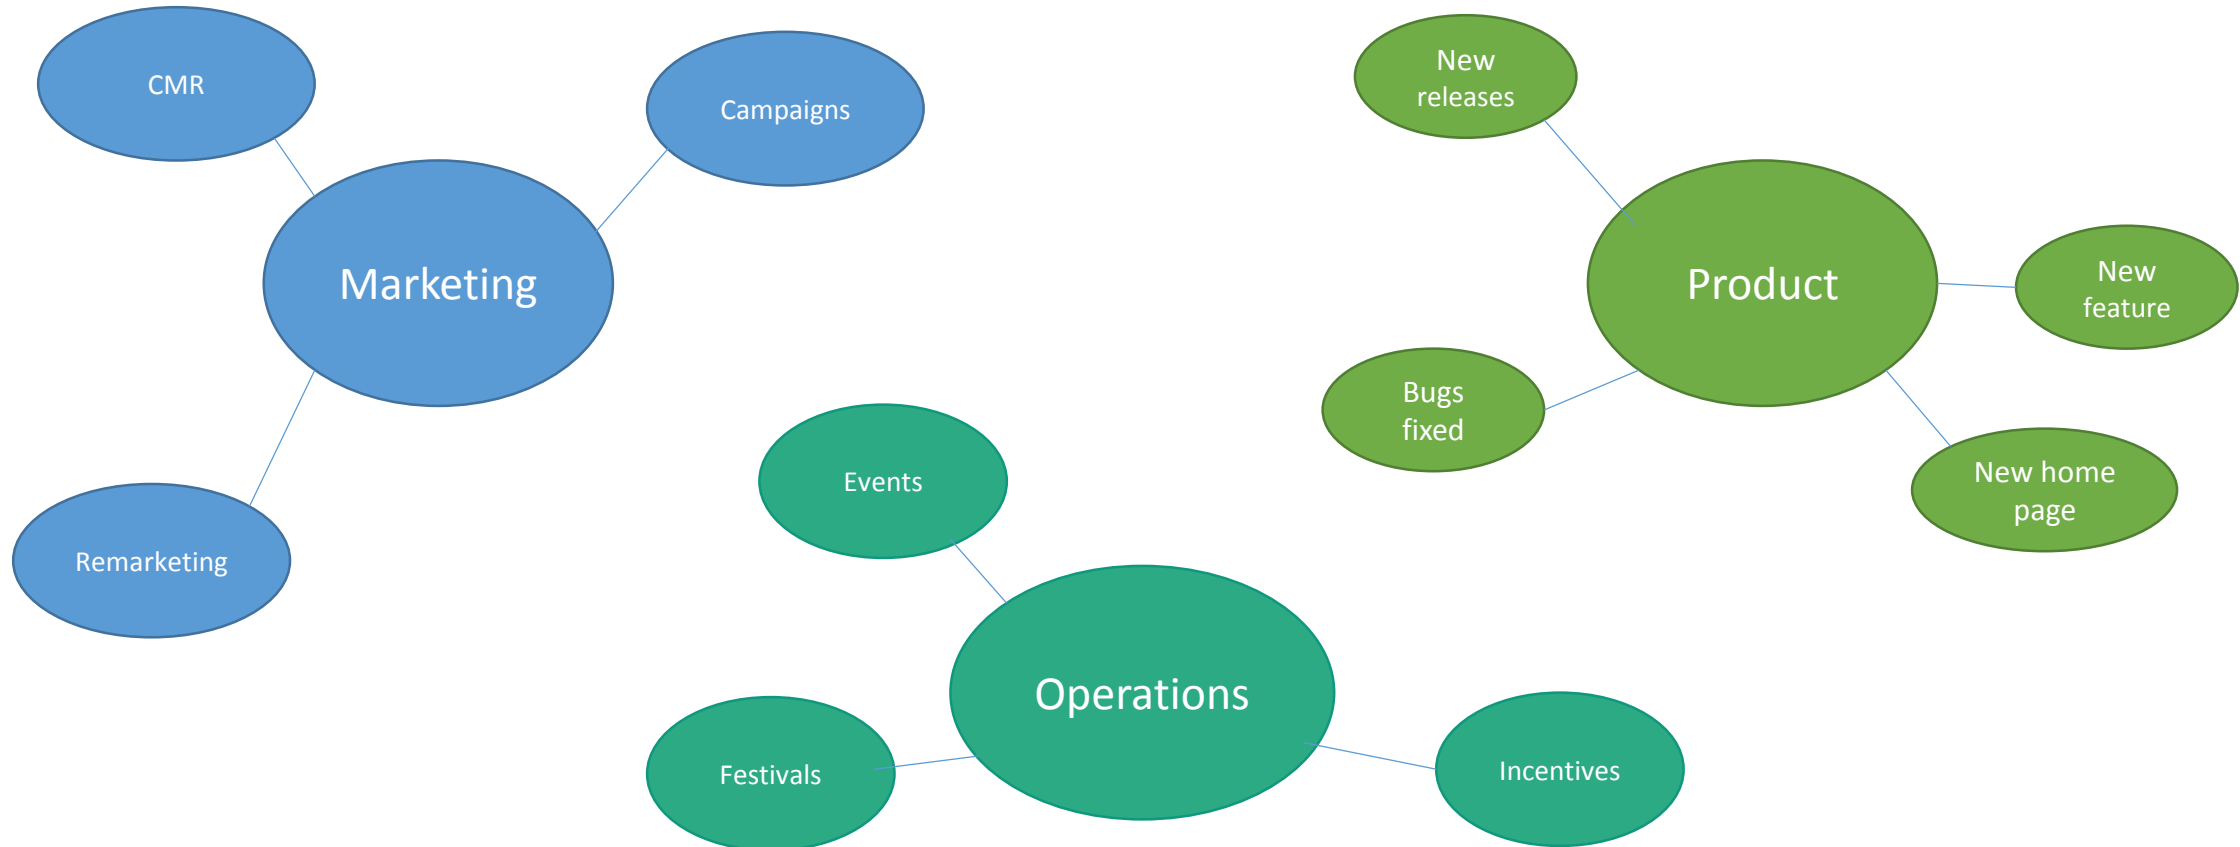 CMR
Campaigns
Marketing
Remarketing
New
releases
Product
New
feature
Bugs
fixed
New home
page
Events
Operations
Festivals
Incentives